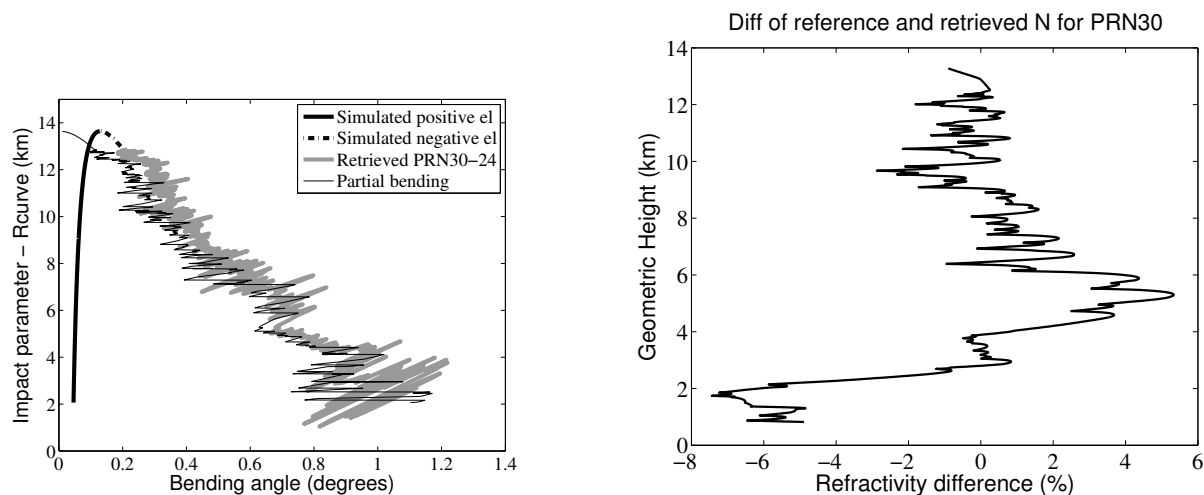 Impact parameter − Rcurve (km)
16
14
12
10
8
6
4
2
0
0 0.2 0.4 0.6 0.8 1 1.2 1.4
Bending angle (degrees)
Simulated positive el
Simulated negative el
Retrieved PRN30−24
Partial bending
Diff of reference and retrieved N for PRN30
Geometric Height (km)
14
12
10
8
6
4
2
0
−8 −6 −4 −2 0 2 4 6
Refractivity difference (%)